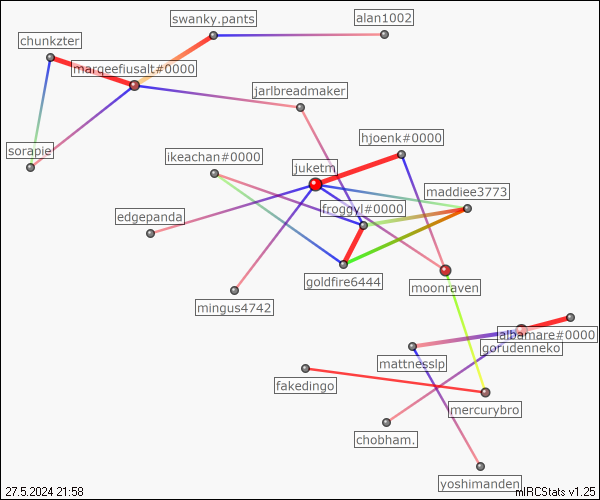 alan1002
swanky.pants
chunkzter
margeefiusalt#0000
jarlbreadmaker
hjoenk#0000
sorapie
ikeachan#0000
juketm
maddiee3773
froggyl#0000
edgepanda
goldfire6444
moonraven
mingus4742
albamare#0000
gorudenneko
mattnesslp
fakedingo
mercurybro
chobham.
yoshimanden
27.5.2024 21:58
mIRCStats v1.25